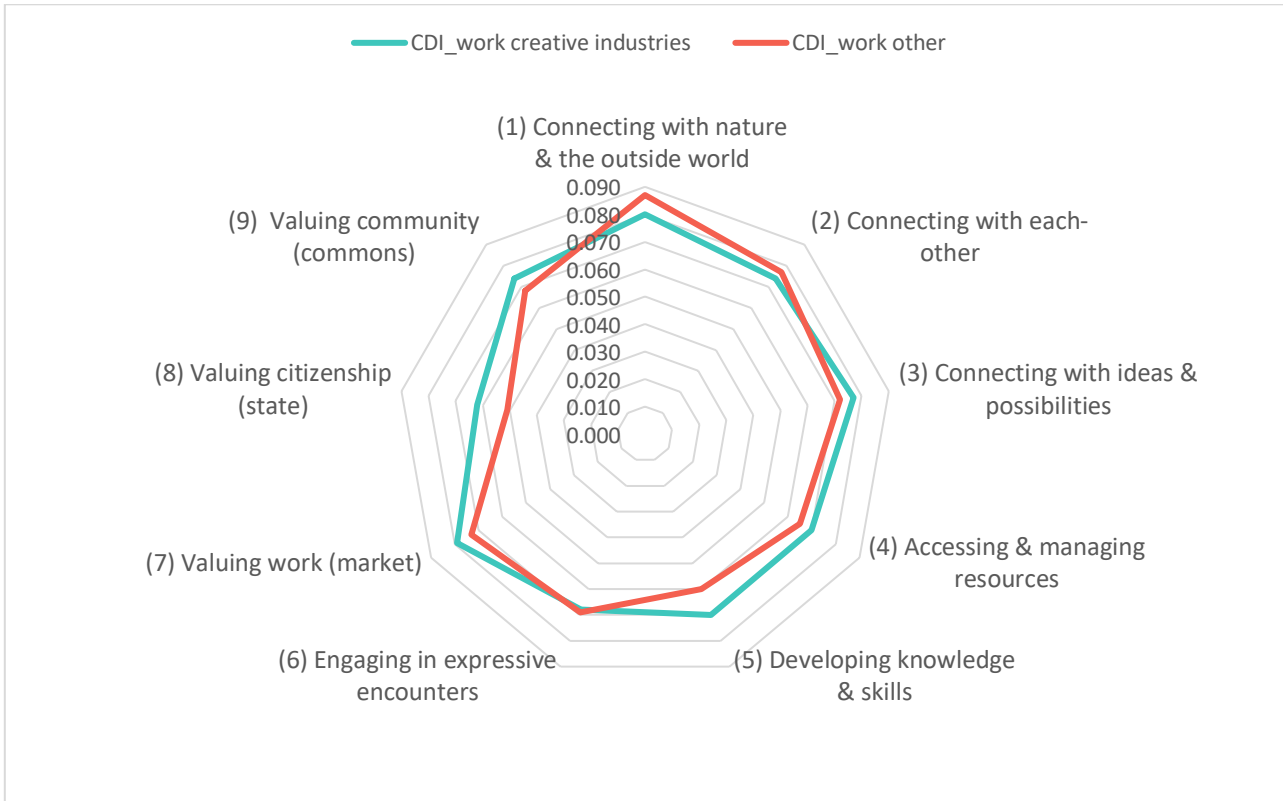 CDI_work creative industries
CDI_work other
(1) Connecting with nature
& the outside world
0.090
0.080
0.070
0.060
0.050
0.040
0.030
0.020
0.010
0.000
(2) Connecting with each-
other
(3) Connecting with ideas &
possibilities
(4) Accessing & managing
resources
(5) Developing knowledge
& skills
(6) Engaging in expressive
encounters
(7) Valuing work (market)
(8) Valuing citizenship
(state)
(9) Valuing community
(commons)